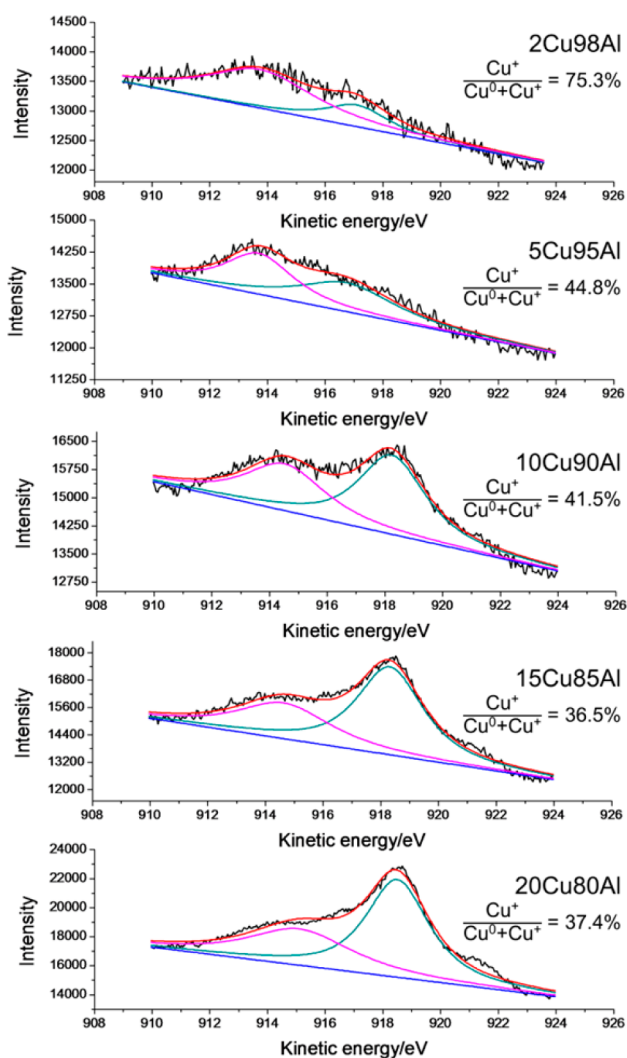 14500
14000
13500
13000
12500
12000
Intensity
908 910 912 914 916 918 920 922 924 926
Kinetic energy/eV
2Cu98Al
Cu⁺
Cu⁰+Cu⁺ = 75.3%
15000
14250
13500
12750
12000
11250
Intensity
908 910 912 914 916 918 920 922 924 926
Kinetic energy/eV
5Cu95Al
Cu⁺
Cu⁰+Cu⁺ = 44.8%
16500
15750
15000
14250
13500
12750
Intensity
908 910 912 914 916 918 920 922 924 926
Kinetic energy/eV
10Cu90Al
Cu⁺
Cu⁰+Cu⁺ = 41.5%
18000
16800
15600
14400
13200
12000
Intensity
908 910 912 914 916 918 920 922 924 926
Kinetic energy/eV
15Cu85Al
Cu⁺
Cu⁰+Cu⁺ = 36.5%
24000
22000
20000
18000
16000
14000
Intensity
908 910 912 914 916 918 920 922 924 926
Kinetic energy/eV
20Cu80Al
Cu⁺
Cu⁰+Cu⁺ = 37.4%